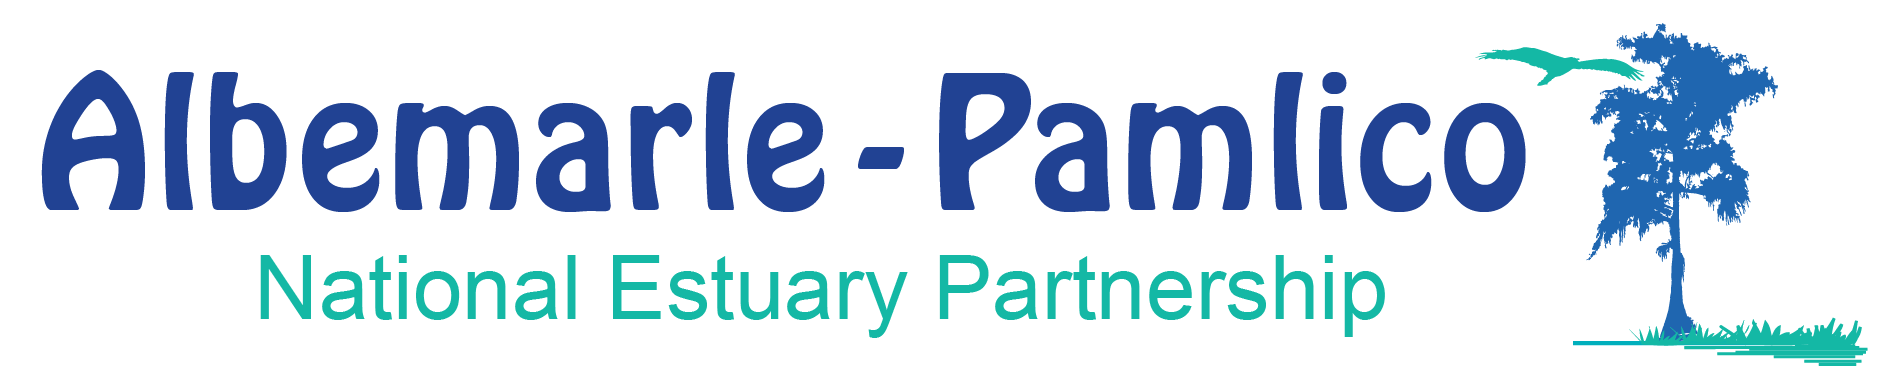 Albemarle - Pamlico
National Estuary Partnership